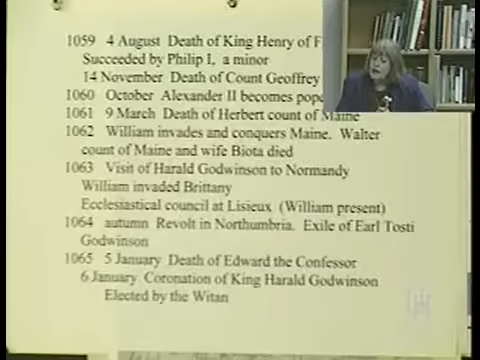 1059 4 August Death of King Henry of F
Succeeded by Philip I, a minor
14 November Death of Count Geoffrey
1060 October Alexander II becomes pope
1061 9 March Death of Herbert count of Maine
1062 William invades and conquers Maine. Walter
count of Maine and wife Biota died
1063 Visit of Harald Godwinson to Normandy
William invaded Brittany
Ecclesiastical council at Lisieux (William present)
1064 autumn Revolt in Northumbria. Exile of Earl Tosti
Godwinson
1065 5 January Death of Edward the Confessor
6 January Coronation of King Harald Godwinson
Elected by the Witan